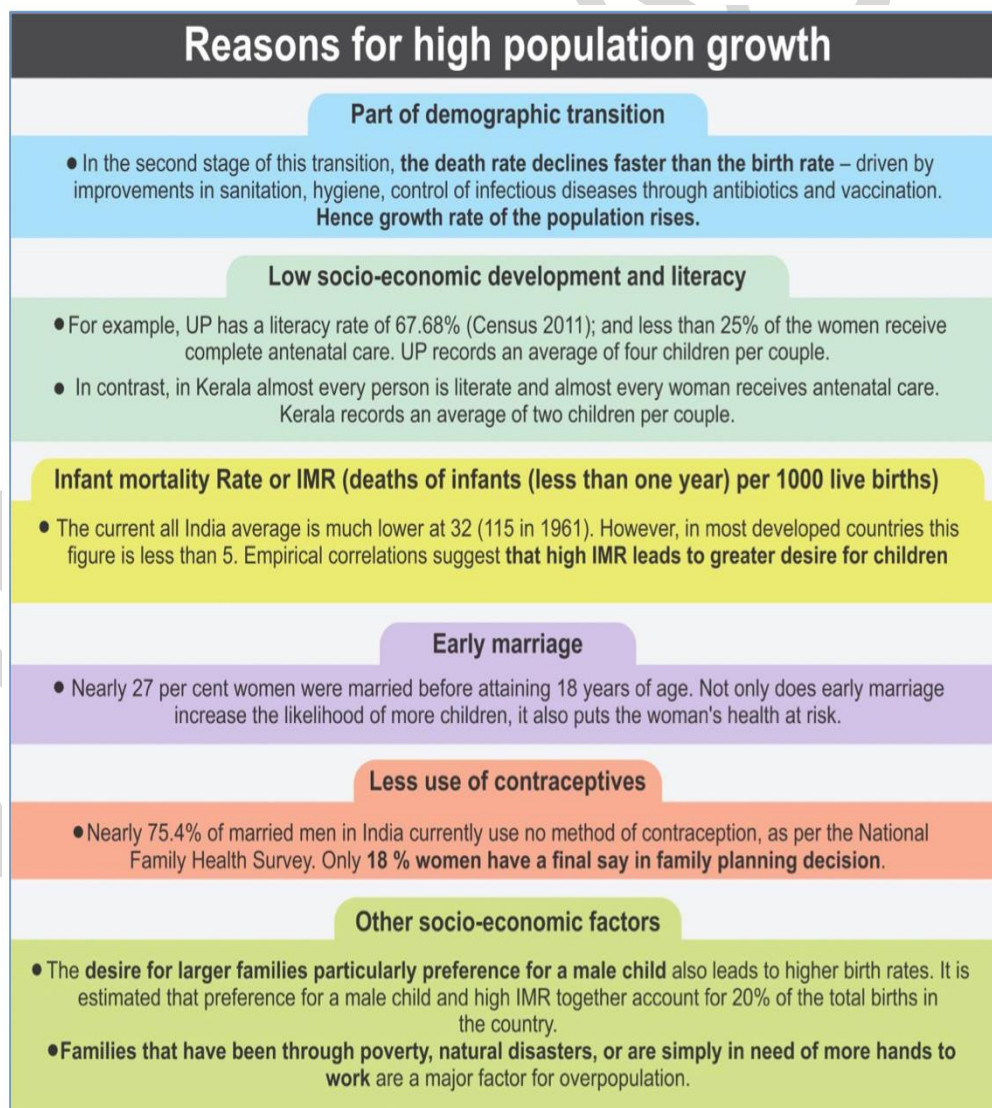 Reasons for high population growth
Part of demographic transition
● In the second stage of this transition, the death rate declines faster than the birth rate – driven by
improvements in sanitation, hygiene, control of infectious diseases through antibiotics and vaccination.
Hence growth rate of the population rises.
Low socio-economic development and literacy
● For example, UP has a literacy rate of 67.68% (Census 2011); and less than 25% of the women receive
complete antenatal care. UP records an average of four children per couple.
● In contrast, in Kerala almost every person is literate and almost every woman receives antenatal care.
Kerala records an average of two children per couple.
Infant mortality Rate or IMR (deaths of infants (less than one year) per 1000 live births)
● The current all India average is much lower at 32 (115 in 1961). However, in most developed countries this
figure is less than 5. Empirical correlations suggest that high IMR leads to greater desire for children
Early marriage
● Nearly 27 per cent women were married before attaining 18 years of age. Not only does early marriage
increase the likelihood of more children, it also puts the woman's health at risk.
Less use of contraceptives
●Nearly 75.4% of married men in India currently use no method of contraception, as per the National
Family Health Survey. Only 18 % women have a final say in family planning decision.
Other socio-economic factors
● The desire for larger families particularly preference for a male child also leads to higher birth rates. It is
estimated that preference for a male child and high IMR together account for 20% of the total births in
the country.
●Families that have been through poverty, natural disasters, or are simply in need of more hands to
work are a major factor for overpopulation.